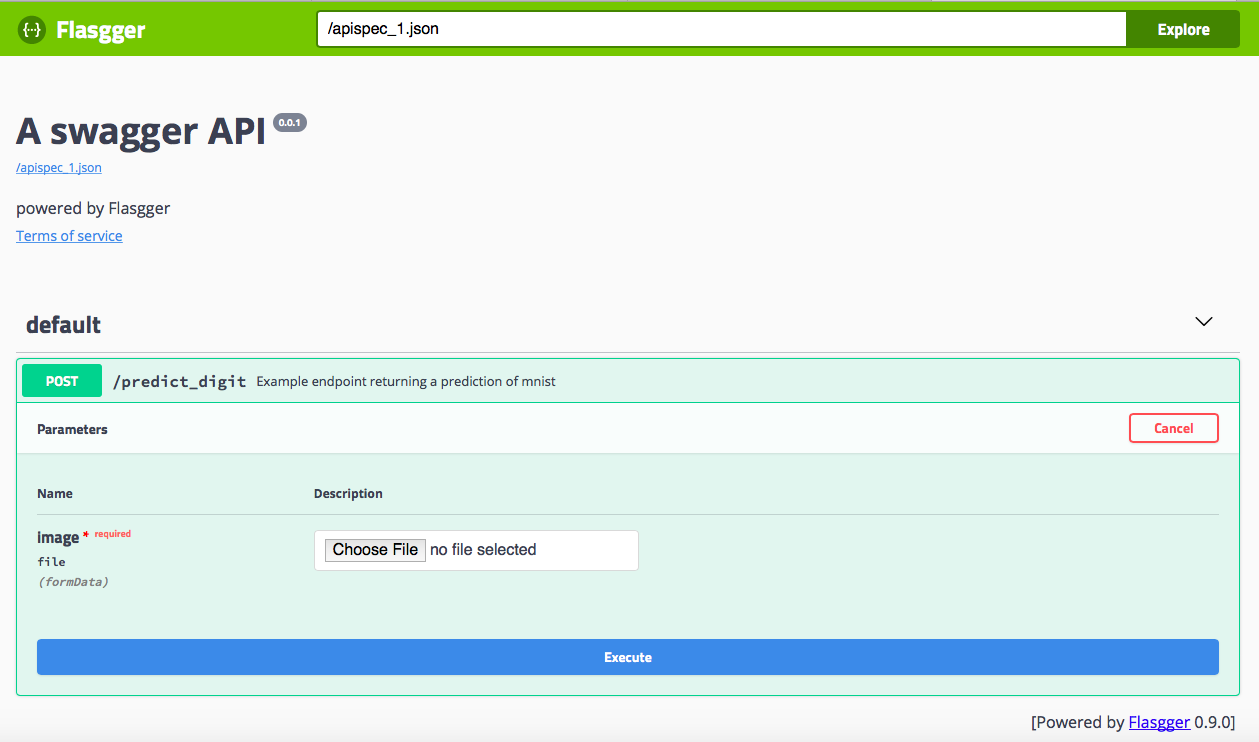 {··} Flasgger
/apispec_1.json
Explore
A swagger API 0.0.1
/apispec_1.json
powered by Flasgger
Terms of service
default
POST /predict_digit Example endpoint returning a prediction of mnist
Parameters
Cancel
Name Description
image * required
file
(formData)
Choose File no file selected
Execute
[Powered by Flasgger 0.9.0]